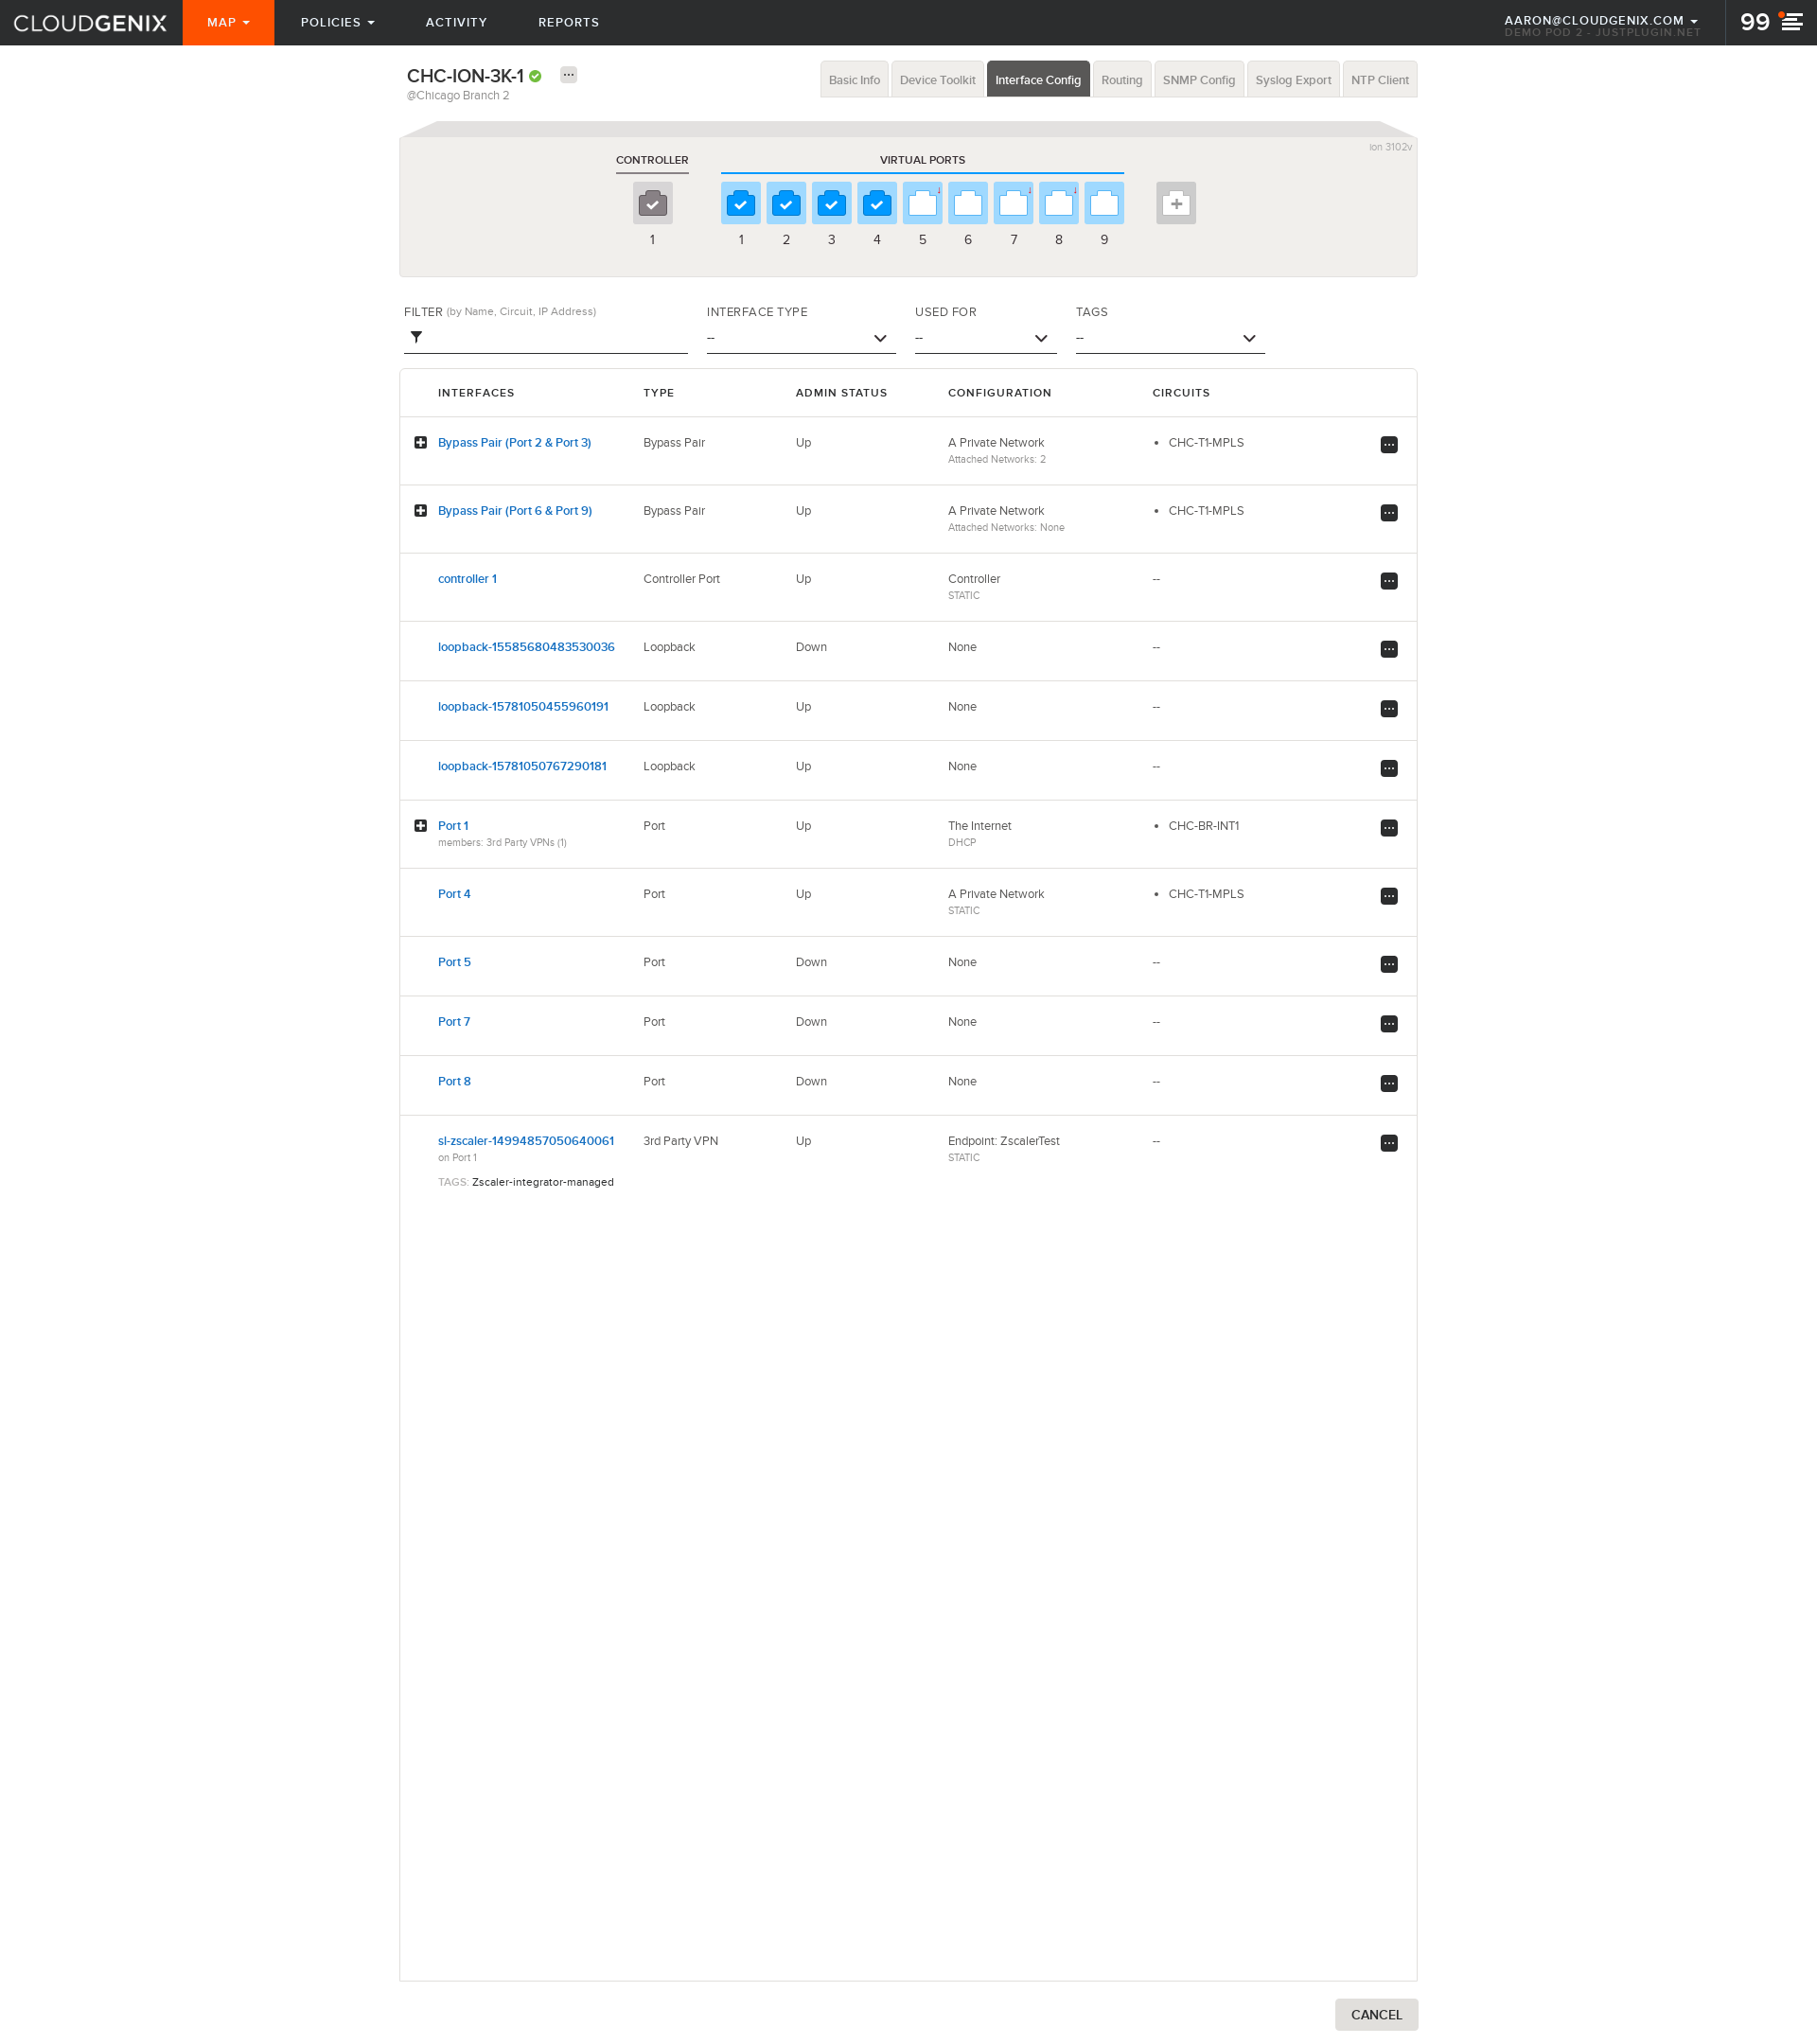 CLOUDGENIX MAP POLICIES ACTIVITY REPORTS AARON@CLOUDGENIX.COM 99
DEMO POD 2 - JUSTPLUGIN.NET
CHC-ION-3K-1
@Chicago Branch 2
Basic Info Device Toolkit Interface Config Routing SNMP Config Syslog Export NTP Client
ion 3102v
CONTROLLER VIRTUAL PORTS
1 1 2 3 4 5 6 7 8 9
FILTER (by Name, Circuit, IP Address) INTERFACE TYPE USED FOR TAGS
-- -- --
INTERFACES TYPE ADMIN STATUS CONFIGURATION CIRCUITS
Bypass Pair (Port 2 & Port 3) Bypass Pair Up A Private Network • CHC-T1-MPLS
Attached Networks: 2
Bypass Pair (Port 6 & Port 9) Bypass Pair Up A Private Network • CHC-T1-MPLS
Attached Networks: None
controller 1 Controller Port Up Controller --
STATIC
loopback-15585680483530036 Loopback Down None --
loopback-15781050455960191 Loopback Up None --
loopback-15781050767290181 Loopback Up None --
Port 1 Port Up The Internet • CHC-BR-INT1
members: 3rd Party VPNs (1) DHCP
Port 4 Port Up A Private Network • CHC-T1-MPLS
STATIC
Port 5 Port Down None --
Port 7 Port Down None --
Port 8 Port Down None --
sl-zscaler-14994857050640061 3rd Party VPN Up Endpoint: ZscalerTest --
on Port 1 STATIC
TAGS: Zscaler-integrator-managed
CANCEL